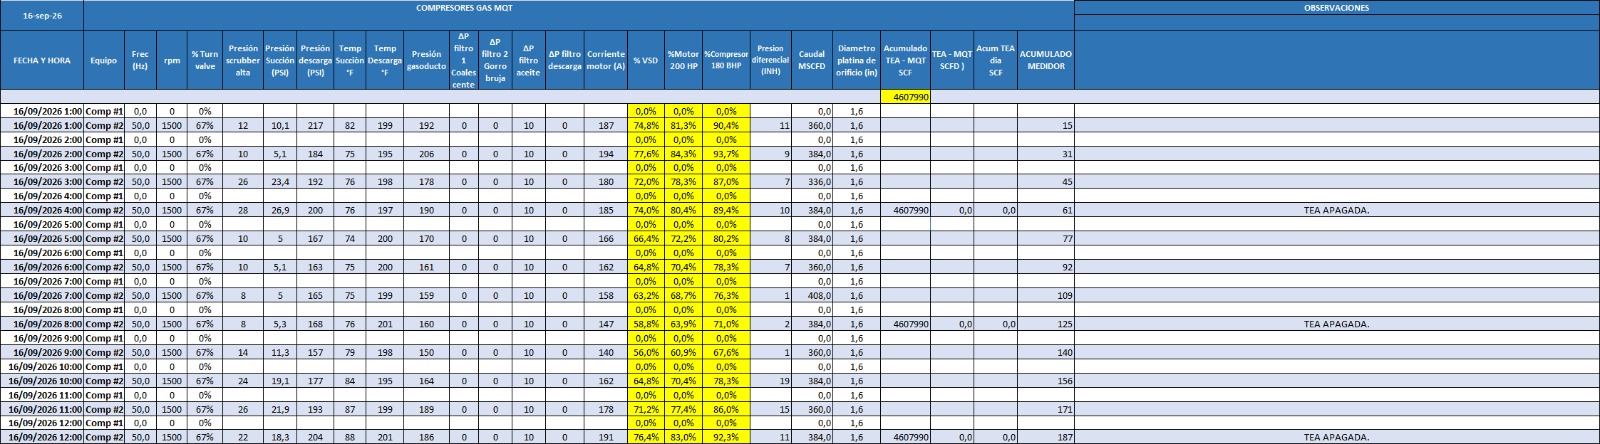 16-sep-26 COMPRESORES GAS MQT OBSERVACIONES
FECHA Y HORA Equipo Frec (Hz) rpm % Turn valve Presión scrubber alta Presión Succión (PSI) Presión descarga (PSI) Temp Succión °F Temp Descarga °F Presión gasoducto ΔP filtro 1 Coales cente ΔP filtro 2 Gorro bruja ΔP filtro aceite ΔP filtro descarga Corriente motor (A) % VSD %Motor 200 HP %Compresor 180 BHP Presion diferencial (INH) Caudal MSCFD Diametro platina de orificio (in) Acumulado TEA - MQT SCF TEA - MQT SCFD ) Acum TEA dia SCF ACUMULADO MEDIDOR
4607990
16/09/2026 1:00 Comp #1 0,0 0 0% 0,0% 0,0% 0,0% 0,0 1,6
16/09/2026 1:00 Comp #2 50,0 1500 67% 12 10,1 217 82 199 192 0 0 10 0 187 74,8% 81,3% 90,4% 11 360,0 1,6 15
16/09/2026 2:00 Comp #1 0,0 0 0% 0,0% 0,0% 0,0% 0,0 1,6
16/09/2026 2:00 Comp #2 50,0 1500 67% 10 5,1 184 75 195 206 0 0 10 0 194 77,6% 84,3% 93,7% 9 384,0 1,6 31
16/09/2026 3:00 Comp #1 0,0 0 0% 0,0% 0,0% 0,0% 0,0 1,6
16/09/2026 3:00 Comp #2 50,0 1500 67% 26 23,4 192 76 198 178 0 0 10 0 180 72,0% 78,3% 87,0% 7 336,0 1,6 45
16/09/2026 4:00 Comp #1 0,0 0 0% 0,0% 0,0% 0,0% 0,0 1,6
16/09/2026 4:00 Comp #2 50,0 1500 67% 28 26,9 200 76 197 190 0 0 10 0 185 74,0% 80,4% 89,4% 10 384,0 1,6 4607990 0,0 0,0 61 TEA APAGADA.
16/09/2026 5:00 Comp #1 0,0 0 0% 0,0% 0,0% 0,0% 0,0 1,6
16/09/2026 5:00 Comp #2 50,0 1500 67% 10 5 167 74 200 170 0 0 10 0 166 66,4% 72,2% 80,2% 8 384,0 1,6 77
16/09/2026 6:00 Comp #1 0,0 0 0% 0,0% 0,0% 0,0% 0,0 1,6
16/09/2026 6:00 Comp #2 50,0 1500 67% 10 5,1 163 75 200 161 0 0 10 0 162 64,8% 70,4% 78,3% 7 360,0 1,6 92
16/09/2026 7:00 Comp #1 0,0 0 0% 0,0% 0,0% 0,0% 0,0 1,6
16/09/2026 7:00 Comp #2 50,0 1500 67% 8 5 165 75 199 159 0 0 10 0 158 63,2% 68,7% 76,3% 1 408,0 1,6 109
16/09/2026 8:00 Comp #1 0,0 0 0% 0,0% 0,0% 0,0% 0,0 1,6
16/09/2026 8:00 Comp #2 50,0 1500 67% 8 5,3 168 76 201 160 0 0 10 0 147 58,8% 63,9% 71,0% 2 384,0 1,6 4607990 0,0 0,0 125 TEA APAGADA.
16/09/2026 9:00 Comp #1 0,0 0 0% 0,0% 0,0% 0,0% 0,0 1,6
16/09/2026 9:00 Comp #2 50,0 1500 67% 14 11,3 157 79 198 150 0 0 10 0 140 56,0% 60,9% 67,6% 1 360,0 1,6 140
16/09/2026 10:00 Comp #1 0,0 0 0% 0,0% 0,0% 0,0% 0,0 1,6
16/09/2026 10:00 Comp #2 50,0 1500 67% 24 19,1 177 84 195 164 0 0 10 0 162 64,8% 70,4% 78,3% 19 384,0 1,6 156
16/09/2026 11:00 Comp #1 0,0 0 0% 0,0% 0,0% 0,0% 0,0 1,6
16/09/2026 11:00 Comp #2 50,0 1500 67% 26 21,9 193 87 199 189 0 0 10 0 178 71,2% 77,4% 86,0% 15 360,0 1,6 171
16/09/2026 12:00 Comp #1 0,0 0 0% 0,0% 0,0% 0,0% 0,0 1,6
16/09/2026 12:00 Comp #2 50,0 1500 67% 22 18,3 204 88 201 186 0 0 10 0 191 76,4% 83,0% 92,3% 11 384,0 1,6 4607990 0,0 0,0 187 TEA APAGADA.